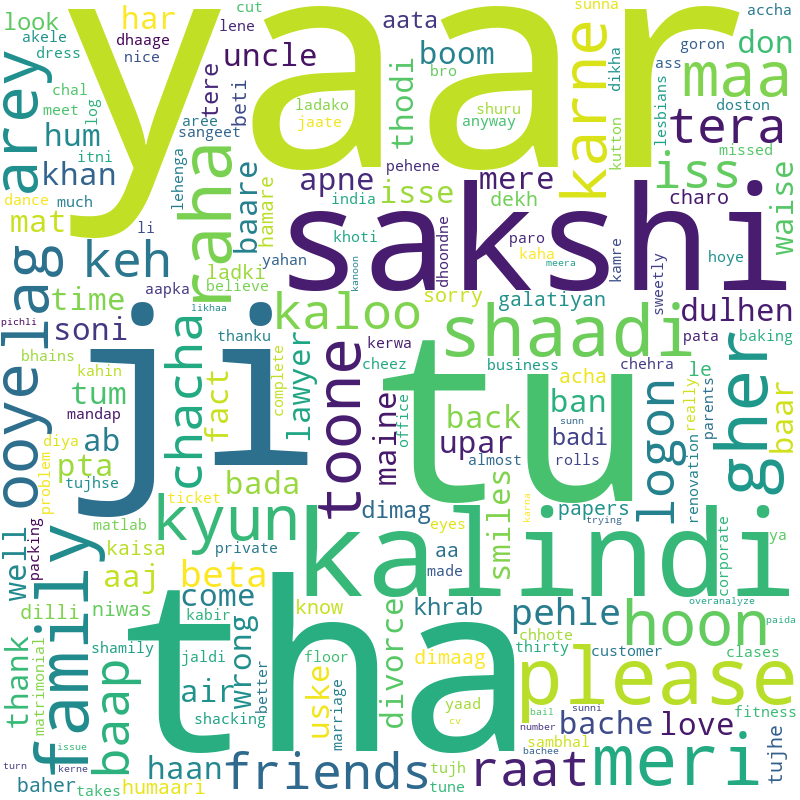 yaar
sakshi
ji
tu
tha
kalindi
shaadi
please
family
friends
meri
raat
hoon
kyun
kaloo
toone
raha
karne
maa
tera
iss
arey
ooye
lag
keh
gher
logon
baap
beta
chacha
look
akele
dress
har
dhaage
nice
cut
lene
uncle
aata
boom
bro
sunna
accha
goron
don
ass
dikha
lesbians
chal
meet
log
hum
itni
khan
much
dance
mat
li
tere
beti
aree
sangeet
ladako
jaate
thodi
shuru
anyway
pehene
apne
mere
isse
dekh
india
baare
hamare
lehenga
khoti
yahan
ladki
believe
dhoondne
paro
kaha
hoye
kamre
sweetly
charo
kutton
doston
missed
waise
meera
kanoon
likhaa
aapka
time
soni
pichli
bhains
kahin
thanku
sorry
galatiyan
dulhen
pata
baking
kerwa
cheez
business
chehra
le
acha
tum
mandap
fact
lawyer
complete
office
maine
back
upar
ban
badi
rolls
almost
sunn
renovation
really
parents
baar
ab
diya
pta
tujhse
problem
ticket
bada
dimag
papers
smiles
trying
karna
well
packing
matlab
kaisa
private
aaj
aa
made
eyes
corporate
ya
overanalyze
paida
dilli
niwas
come
kabir
know
khrab
pehle
chhote
thirty
customer
clases
thank
matrimonial
shamily
jaldi
wrong
floor
dimaag
divorce
air
better
uske
marriage
yaad
cv
shacking
bail
sunni
number
bache
love
fitness
issue
turn
kerne
baher
takes
haan
humaari
tujh
tune
sambhal
bachee
tujhe